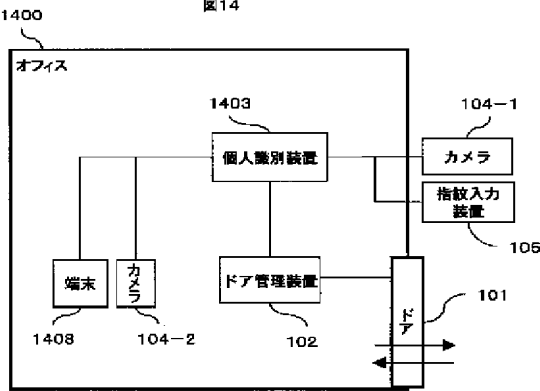 図14
1400
オフィス
1403
個人識別装置
104-1
カメラ
指紋入力
装置
105
端末
1408
カメラ
104-2
ドア管理装置
102
ドア
101